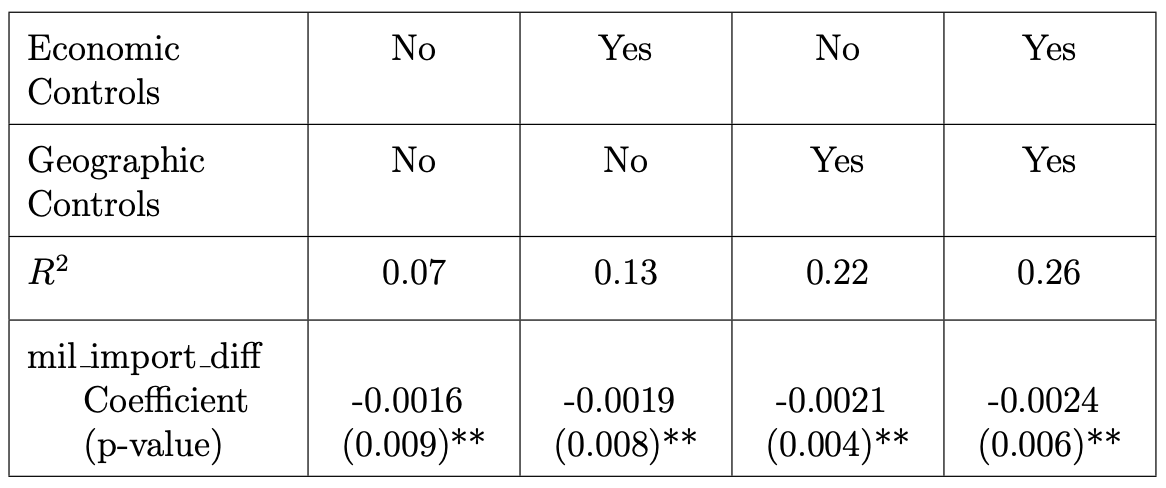 Economic Controls No Yes No Yes
Geographic Controls No No Yes Yes
R² 0.07 0.13 0.22 0.26
mil_import_diff
Coefficient -0.0016 -0.0019 -0.0021 -0.0024
(p-value) (0.009)** (0.008)** (0.004)** (0.006)**